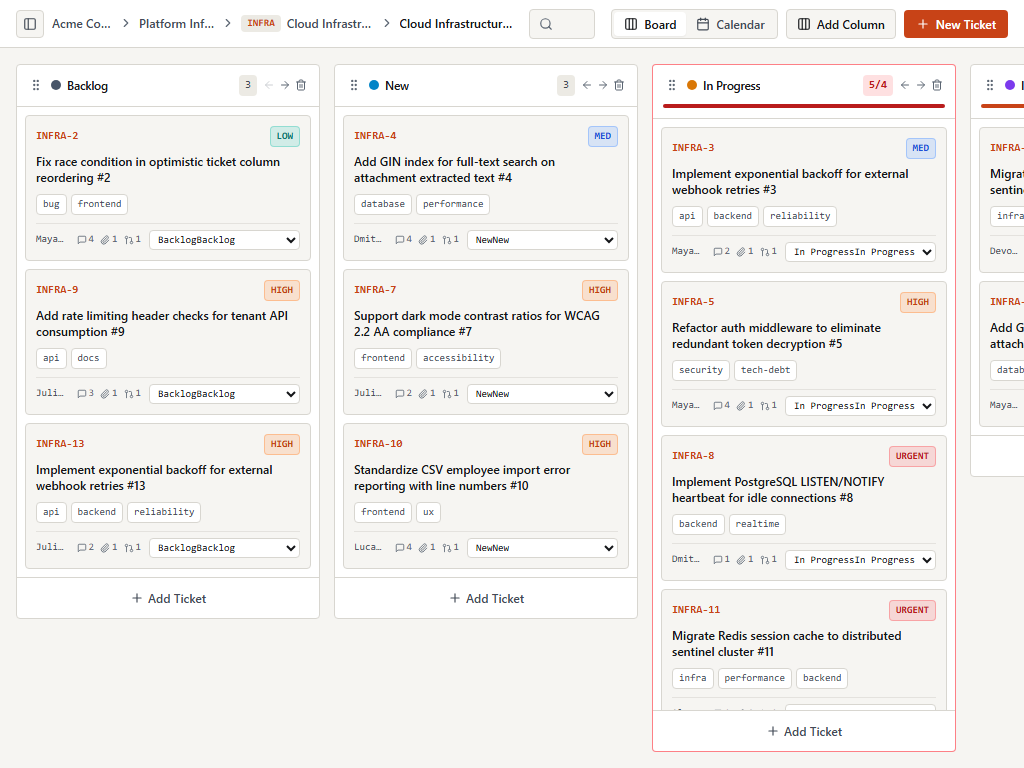 Acme Co... Platform Inf... INFRA Cloud Infrastr... Cloud Infrastructur... Board Calendar Add Column New Ticket
Backlog 3
INFRA-2 LOW
Fix race condition in optimistic ticket column
reordering #2
bug frontend
Maya... 4 1 1 BacklogBacklog
INFRA-9 HIGH
Add rate limiting header checks for tenant API
consumption #9
api docs
Juli... 3 1 1 BacklogBacklog
INFRA-13 HIGH
Implement exponential backoff for external
webhook retries #13
api backend reliability
Juli... 2 1 1 BacklogBacklog
Add Ticket
New 3
INFRA-4 MED
Add GIN index for full-text search on
attachment extracted text #4
database performance
Dmit... 4 1 1 NewNew
INFRA-7 HIGH
Support dark mode contrast ratios for WCAG
2.2 AA compliance #7
frontend accessibility
Juli... 2 1 1 NewNew
INFRA-10 HIGH
Standardize CSV employee import error
reporting with line numbers #10
frontend ux
Luca... 4 1 1 NewNew
Add Ticket
In Progress 5/4
INFRA-3 MED
Implement exponential backoff for external
webhook retries #3
api backend reliability
Maya... 2 1 1 In ProgressIn Progress
INFRA-5 HIGH
Refactor auth middleware to eliminate
redundant token decryption #5
security tech-debt
Maya... 4 1 1 In ProgressIn Progress
INFRA-8 URGENT
Implement PostgreSQL LISTEN/NOTIFY
heartbeat for idle connections #8
backend realtime
Dmit... 1 1 1 In ProgressIn Progress
INFRA-11 URGENT
Migrate Redis session cache to distributed
sentinel cluster #11
infra performance backend
Add Ticket
INFRA-
Migrat
sentine
infra
Devo...
INFRA-
Add G
attach
datab
Maya...